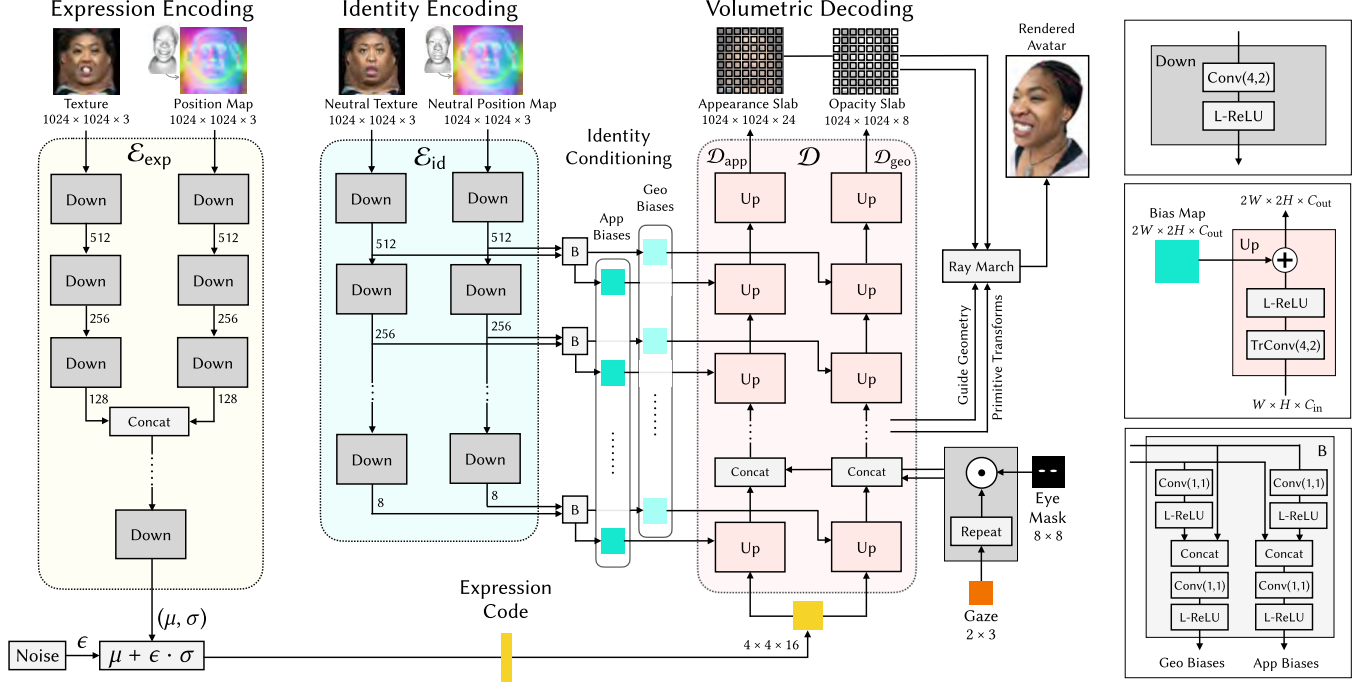 Expression Encoding
Identity Encoding
Volumetric Decoding
Rendered
Avatar
Texture
1024 × 1024 × 3
Position Map
1024 × 1024 × 3
Neutral Texture
1024 × 1024 × 3
Neutral Position Map
1024 × 1024 × 3
Appearance Slab
1024 × 1024 × 24
Opacity Slab
1024 × 1024 × 8
ℰexp
Down
Down
512
512
Down
Down
256
256
Down
Down
128
128
Concat
Down
(μ, σ)
Noise
ϵ
μ + ϵ · σ
ℰid
Down
Down
512
512
Down
Down
256
256
Down
Down
8
8
Identity
Conditioning
Geo
Biases
App
Biases
B
B
B
Expression
Code
4 × 4 × 16
𝒟app
𝒟
𝒟geo
Up
Up
Up
Up
Up
Up
Concat
Concat
Up
Up
Ray March
Guide Geometry
Primitive Transforms
Repeat
Eye
Mask
8 × 8
Gaze
2 × 3
Down
Conv(4,2)
L-ReLU
2W × 2H × Cout
Bias Map
2W × 2H × Cout
Up
+
L-ReLU
TrConv(4,2)
W × H × Cin
B
Conv(1,1)
Conv(1,1)
L-ReLU
L-ReLU
Concat
Concat
Conv(1,1)
Conv(1,1)
L-ReLU
L-ReLU
Geo Biases
App Biases